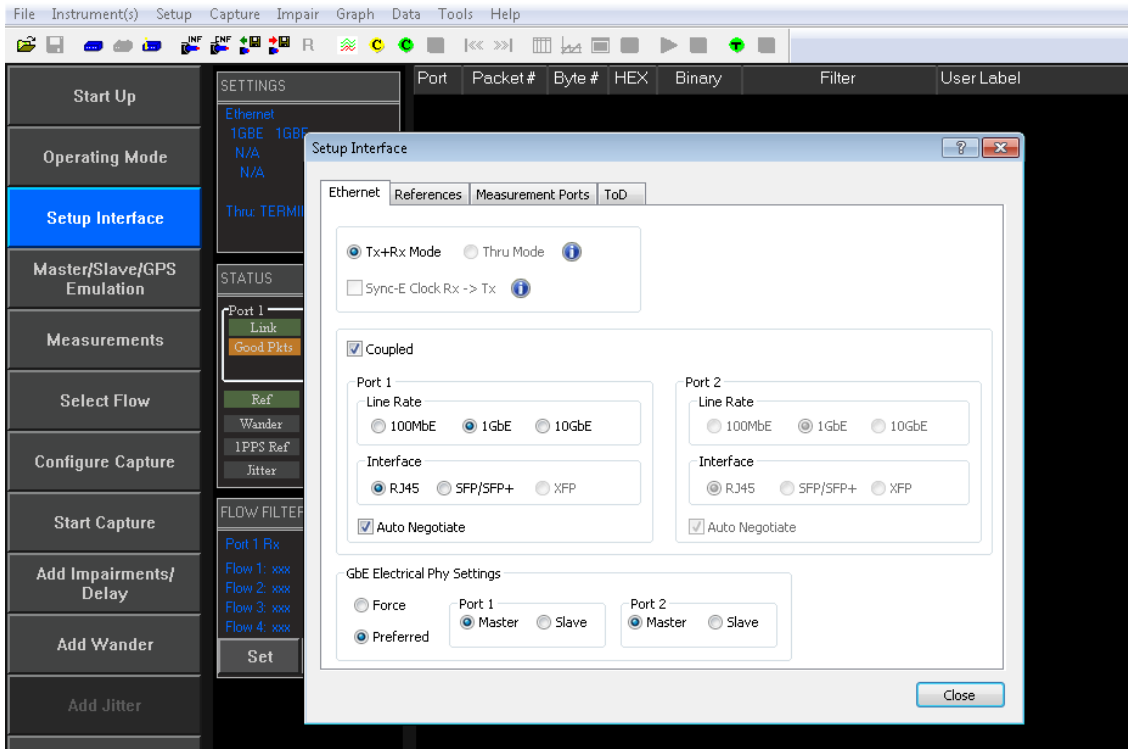 File Instrument(s) Setup Capture Impair Graph Data Tools Help
INF INF R C C T
Start Up
Operating Mode
Setup Interface
Master/Slave/GPS
Emulation
Measurements
Select Flow
Configure Capture
Start Capture
Add Impairments/
Delay
Add Wander
Add Jitter
SETTINGS
Ethernet
1GBE 1GBE
N/A
N/A
Thru: TERMI
STATUS
Port 1
Link
Good Pkts
Ref
Wander
1PPS Ref
Jitter
FLOW FILTER
Port 1 Rx
Flow 1: xxx
Flow 2: xxx
Flow 3: xxx
Flow 4: xxx
Set
Port Packet# Byte # HEX Binary Filter User Label
Setup Interface
Ethernet References Measurement Ports ToD
Tx+Rx Mode Thru Mode
Sync-E Clock Rx -> Tx
Coupled
Port 1
Line Rate
100MbE 1GbE 10GbE
Interface
RJ45 SFP/SFP+ XFP
Auto Negotiate
Port 2
Line Rate
100MbE 1GbE 10GbE
Interface
RJ45 SFP/SFP+ XFP
Auto Negotiate
GbE Electrical Phy Settings
Force
Preferred
Port 1
Master Slave
Port 2
Master Slave
Close